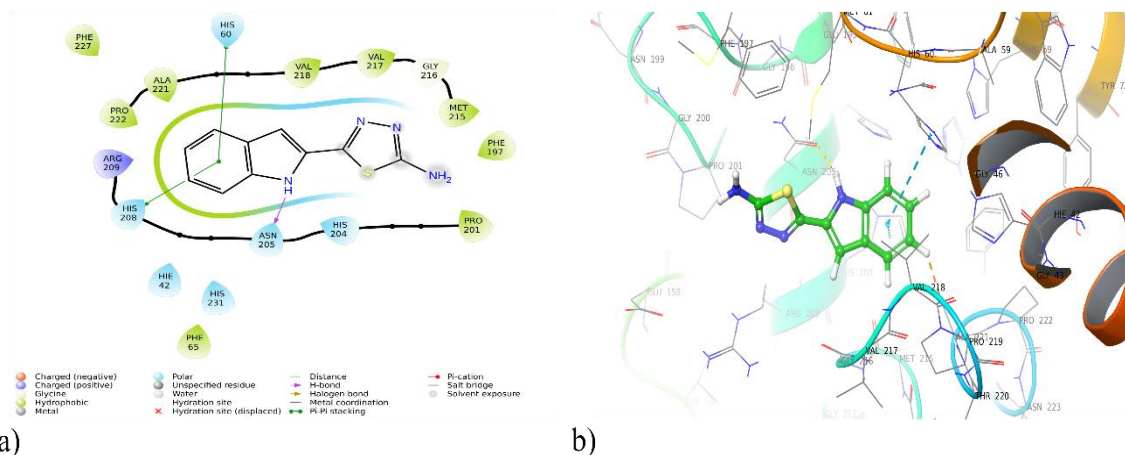 HIS 60
PHE 227
ALA 221
VAL 218
VAL 217
GLY 216
PRO 222
MET 215
N N
PHE 197
ARG 209
S
NH₂
N
H
HIS 208
ASN 205
HIS 204
PRO 201
HIE 42
HIS 231
PHE 65
Charged (negative)
Charged (positive)
Glycine
Hydrophobic
Metal
Polar
Unspecified residue
Water
Hydration site
Hydration site (displaced)
Distance
H-bond
Halogen bond
Metal coordination
Pi-Pi stacking
Pi-cation
Salt bridge
Solvent exposure
a)
PHE 197
ASN 199
HIS 60
ALA 59
GLY 200
PRO 201
GLY 46
HIE 42
GLY 43
GLU 158
VAL 218
PRO 222
PRO 219
VAL 217
THR 220
ASN 223
b)